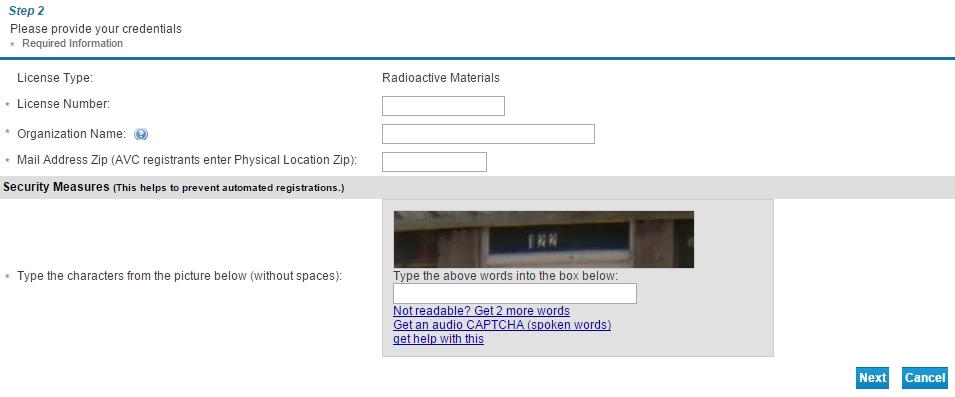 Step 2
Please provide your credentials
* Required Information
License Type: Radioactive Materials
* License Number:
* Organization Name: ?
* Mail Address Zip (AVC registrants enter Physical Location Zip):
Security Measures (This helps to prevent automated registrations.)
* Type the characters from the picture below (without spaces):
Type the above words into the box below:
Not readable? Get 2 more words
Get an audio CAPTCHA (spoken words)
get help with this
Next Cancel